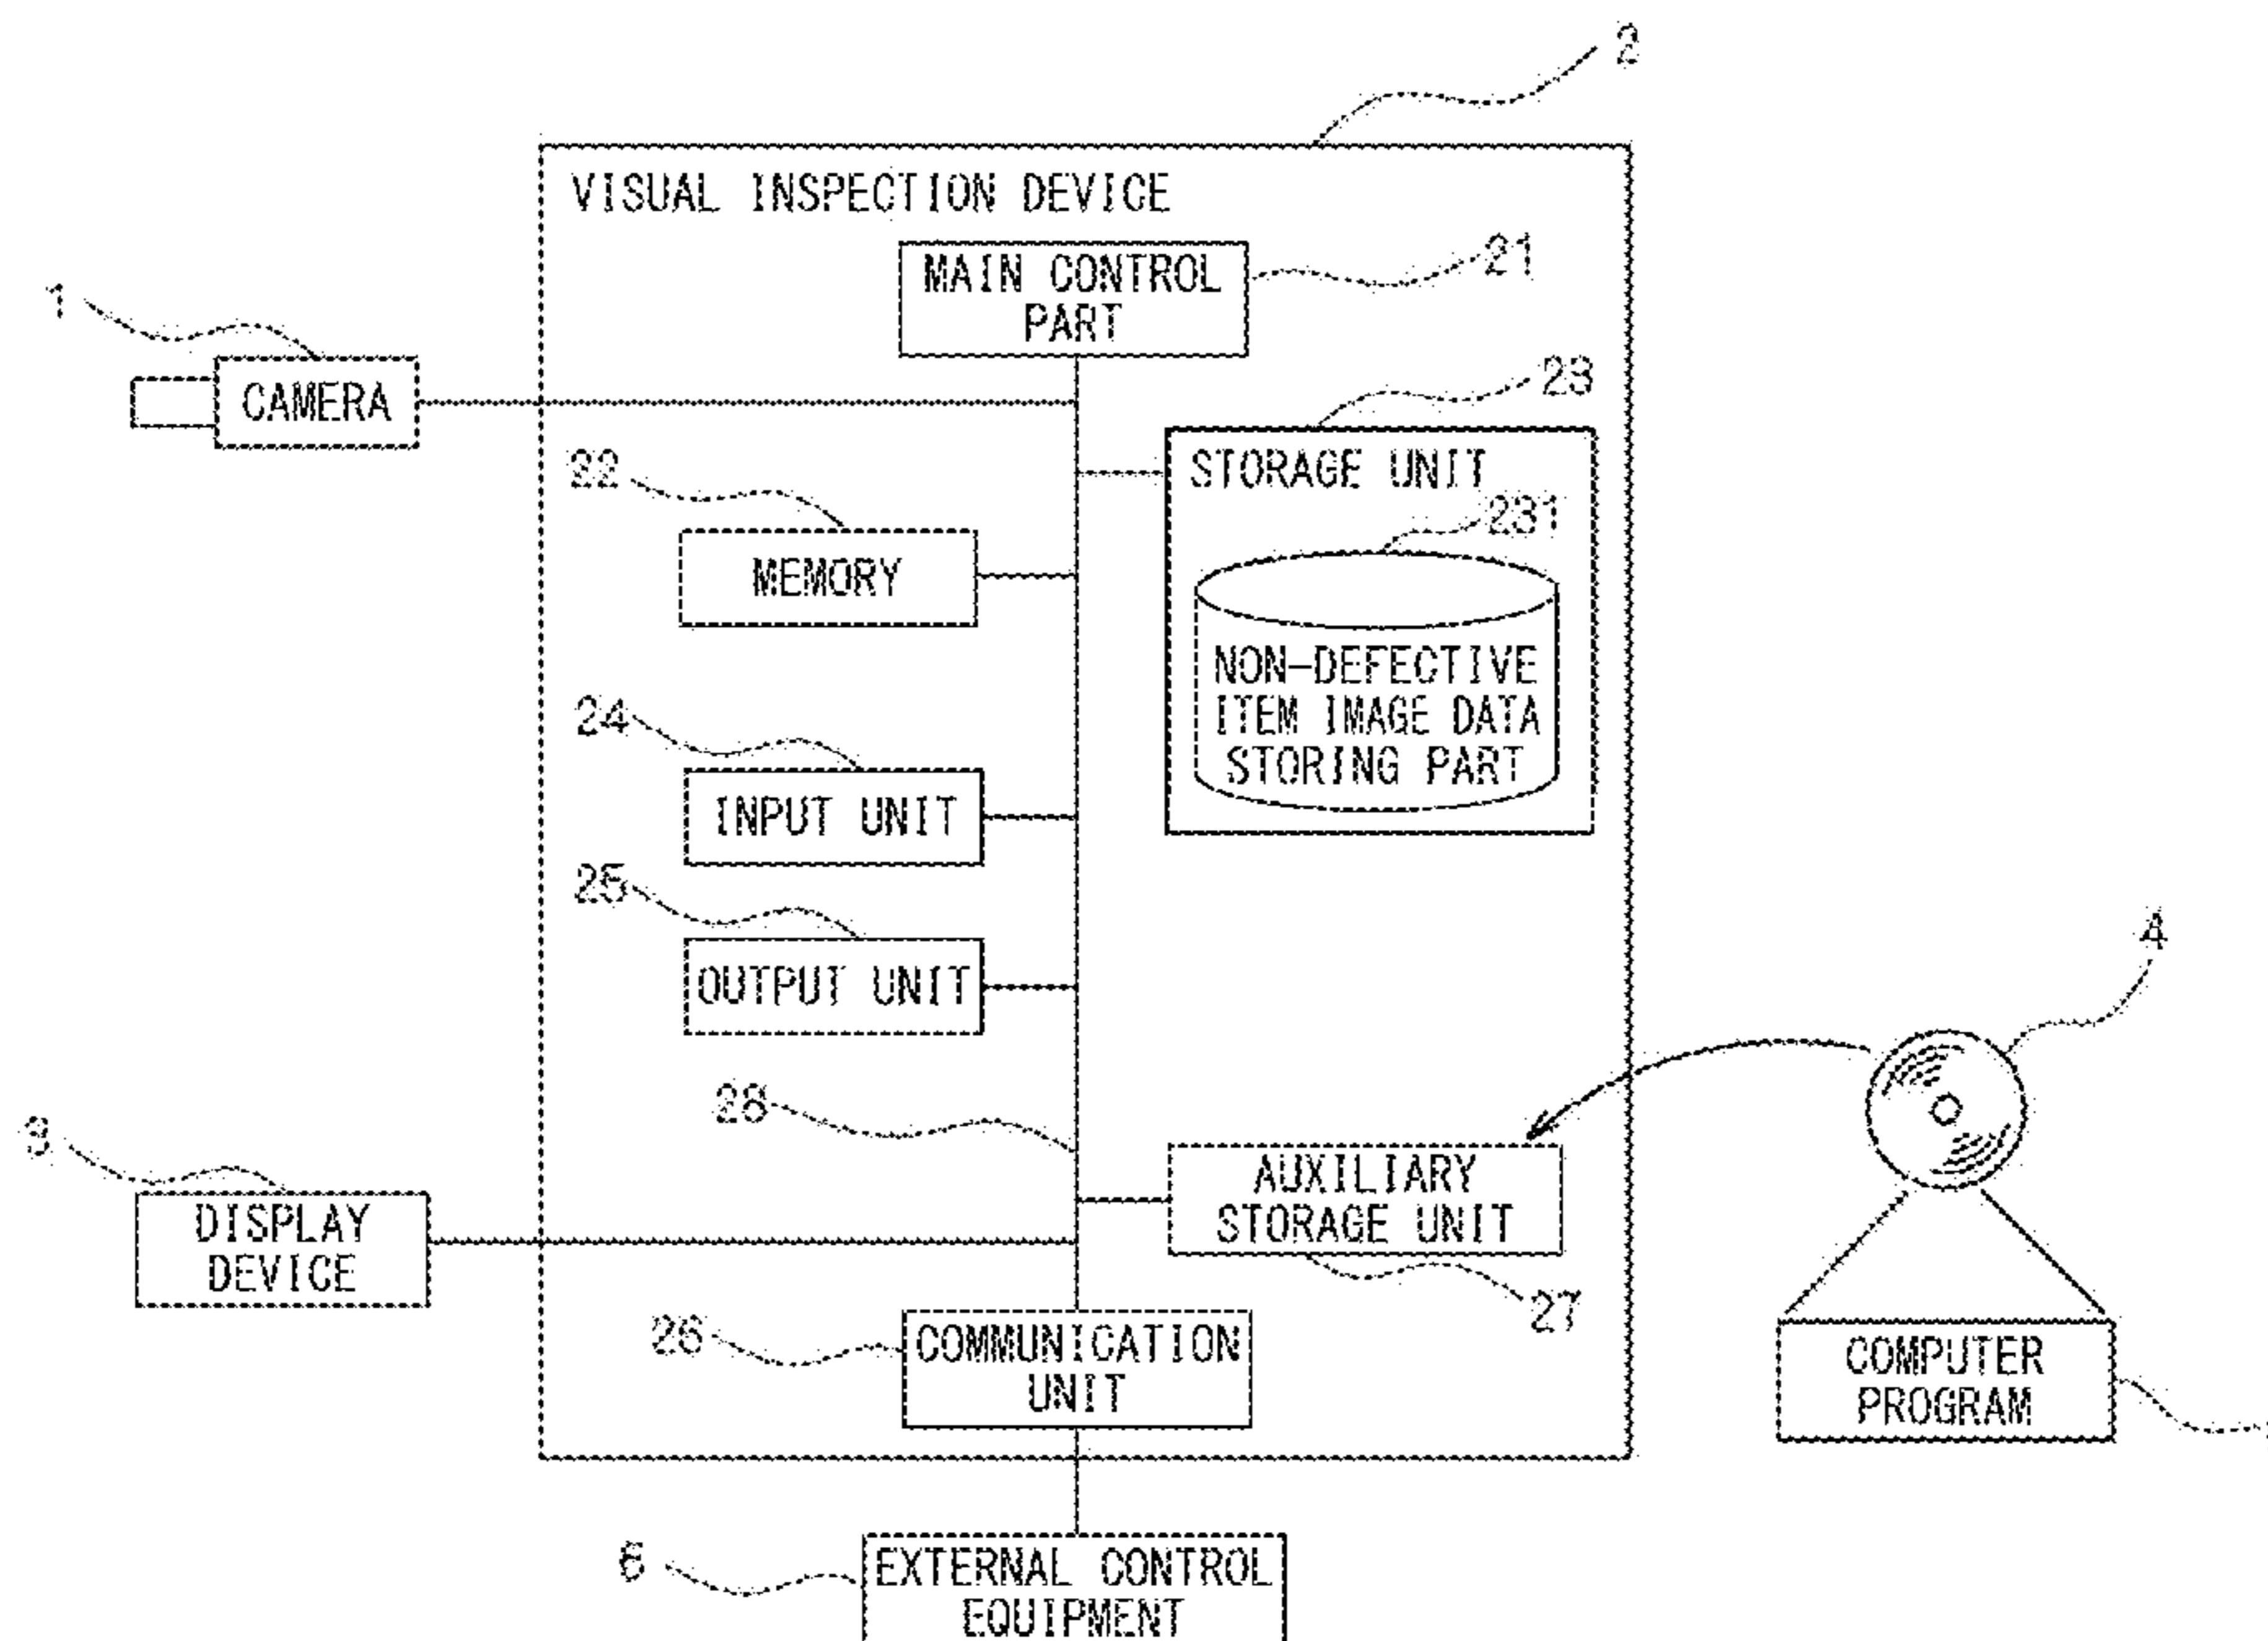 2
VISUAL INSPECTION DEVICE
MAIN CONTROL
PART
21
1
CAMERA
23
STORAGE UNIT
22
231
MEMORY
NON-DEFECTIVE
ITEM IMAGE DATA
STORING PART
24
INPUT UNIT
25
OUTPUT UNIT
4
28
3
DISPLAY
DEVICE
AUXILIARY
STORAGE UNIT
27
26
COMMUNICATION
UNIT
COMPUTER
PROGRAM
6
EXTERNAL CONTROL
EQUIPMENT